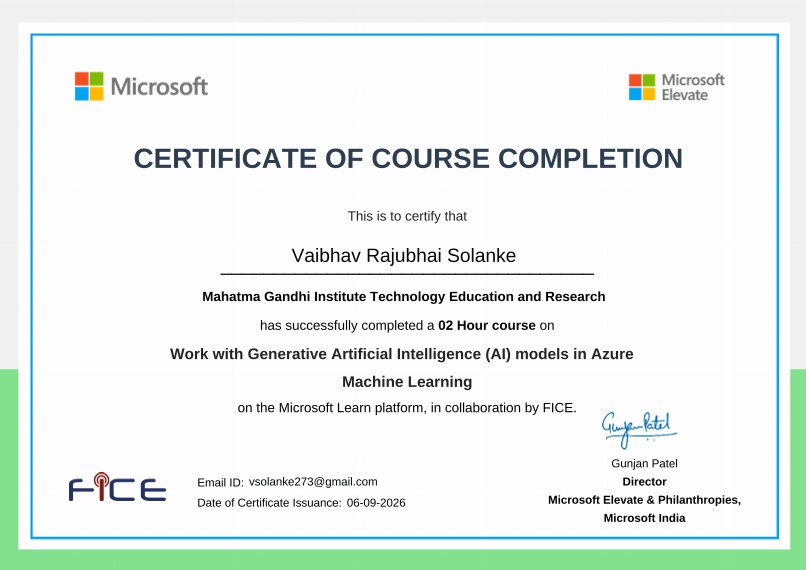 Microsoft
Microsoft
Elevate
CERTIFICATE OF COURSE COMPLETION
This is to certify that
Vaibhav Rajubhai Solanke
Mahatma Gandhi Institute Technology Education and Research
has successfully completed a 02 Hour course on
Work with Generative Artificial Intelligence (AI) models in Azure
Machine Learning
on the Microsoft Learn platform, in collaboration by FICE.
Gunjan Patel
Gunjan Patel
Director
Microsoft Elevate & Philanthropies,
Microsoft India
FICE
Email ID: vsolanke273@gmail.com
Date of Certificate Issuance: 06-09-2026